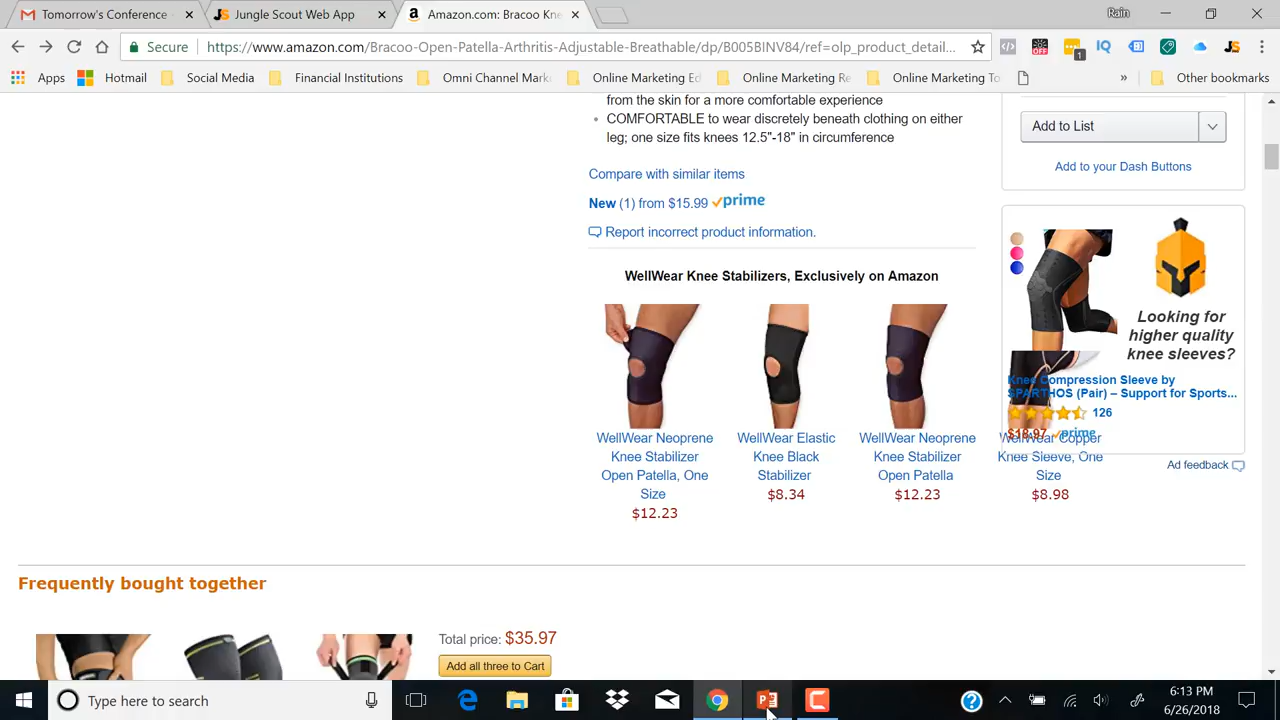 Tomorrow's Conference
Jungle Scout Web App
Amazon.com: Bracoo Kne
Rain
Secure
https://www.amazon.com/Bracoo-Open-Patella-Arthritis-Adjustable-Breathable/dp/B005BINV84/ref=olp_product_detail...
OFF
1
IQ
JS
Apps
Hotmail
Social Media
Financial Institutions
Omni Channel Mark
Online Marketing Ed
Online Marketing Re
Online Marketing To
»
Other bookmarks
from the skin for a more comfortable experience
• COMFORTABLE to wear discretely beneath clothing on either
leg; one size fits knees 12.5"-18" in circumference
Compare with similar items
New (1) from $15.99 prime
Report incorrect product information.
Add to List
Add to your Dash Buttons
WellWear Knee Stabilizers, Exclusively on Amazon
WellWear Neoprene
Knee Stabilizer
Open Patella, One
Size
$12.23
WellWear Elastic
Knee Black
Stabilizer
$8.34
WellWear Neoprene
Knee Stabilizer
Open Patella
$12.23
WellWear Copper
Knee Sleeve, One
Size
$8.98
Looking for
higher quality
knee sleeves?
Knee Compression Sleeve by
SPARTHOS (Pair) – Support for Sports...
126
$18.97 prime
Ad feedback
Frequently bought together
Total price: $35.97
Add all three to Cart
Type here to search
6:13 PM
6/26/2018